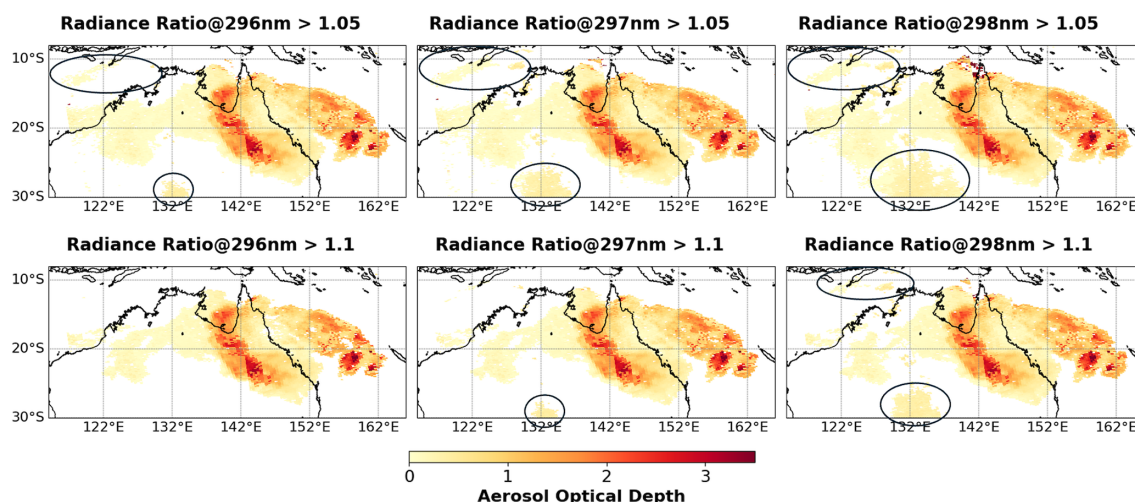 Radiance Ratio@296nm > 1.05
Radiance Ratio@297nm > 1.05
Radiance Ratio@298nm > 1.05
10°S
20°S
30°S
122°E 132°E 142°E 152°E 162°E
122°E 132°E 142°E 152°E 162°E
122°E 132°E 142°E 152°E 162°E
Radiance Ratio@296nm > 1.1
Radiance Ratio@297nm > 1.1
Radiance Ratio@298nm > 1.1
10°S
20°S
30°S
122°E 132°E 142°E 152°E 162°E
122°E 132°E 142°E 152°E 162°E
122°E 132°E 142°E 152°E 162°E
0 1 2 3
Aerosol Optical Depth